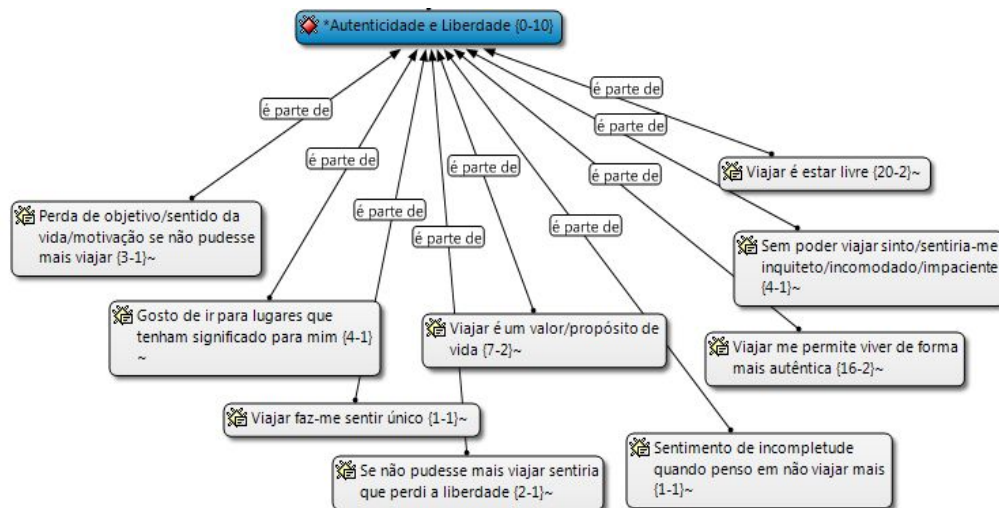 *Autenticidade e Liberdade {0-10}
é parte de
é parte de
é parte de
é parte de
é parte de
é parte de
é parte de
é parte de
é parte de
Viajar é estar livre {20-2}~
Perda de objetivo/sentido da
vida/motivação se não pudesse
mais viajar {3-1}~
Sem poder viajar sinto/sentiria-me
inquieto/incomodado/impaciente
{4-1}~
Gosto de ir para lugares que
tenham significado para mim {4-1}
~
Viajar é um valor/propósito de
vida {7-2}~
Viajar me permite viver de forma
mais autêntica {16-2}~
Viajar faz-me sentir único {1-1}~
Sentimento de incompletude
quando penso em não viajar mais
{1-1}~
Se não pudesse mais viajar sentiria
que perdi a liberdade {2-1}~